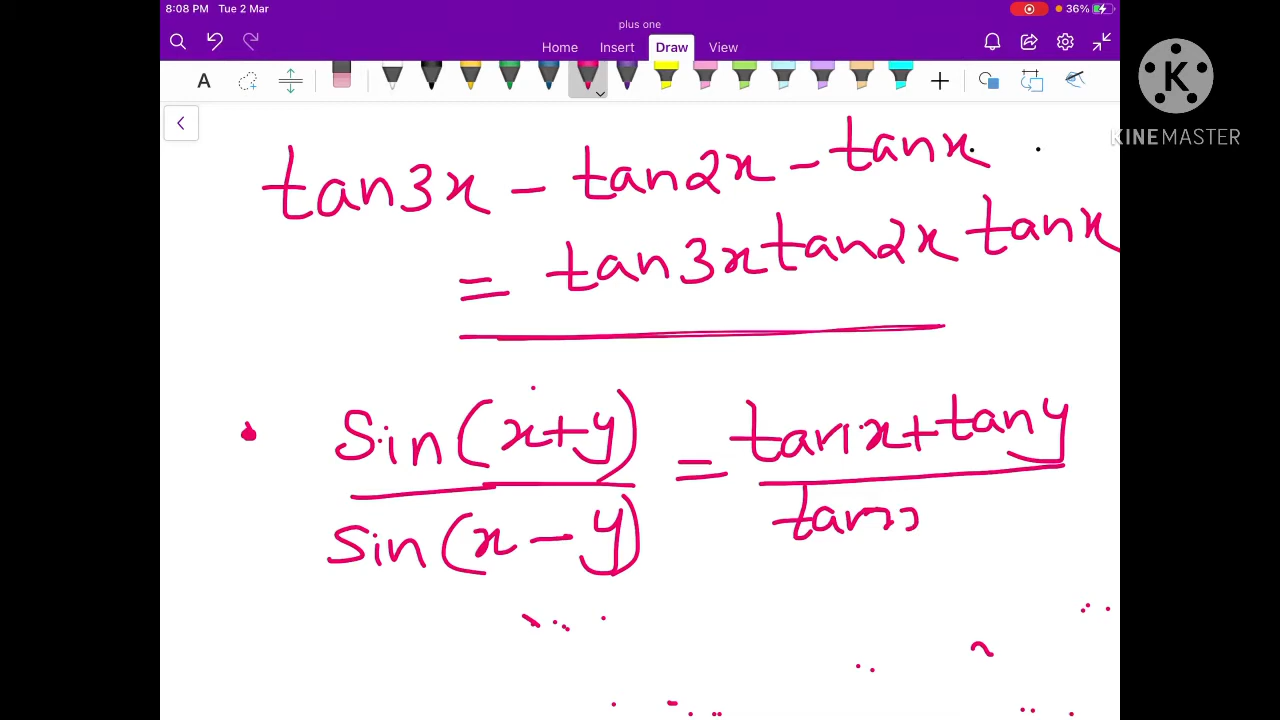 8:08 PM Tue 2 Mar
36%
plus one
Home Insert Draw View
A
K
KINEMASTER
tan3x - tan2x - tanx
= tan3x tan2x tanx
Sin(x+y) / Sin(x-y) = tanx+tany / tan